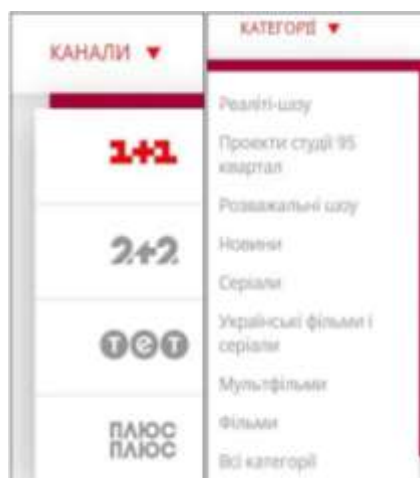 КАНАЛИ ▼
1+1
2+2
тет
ПЛЮС
ПЛЮС
КАТЕГОРІЇ ▼
Реаліті-шоу
Проекти студії 95
квартал
Розважальні шоу
Новини
Серіали
Українські фільми і
серіали
Мультфільми
Фільми
Всі категорії